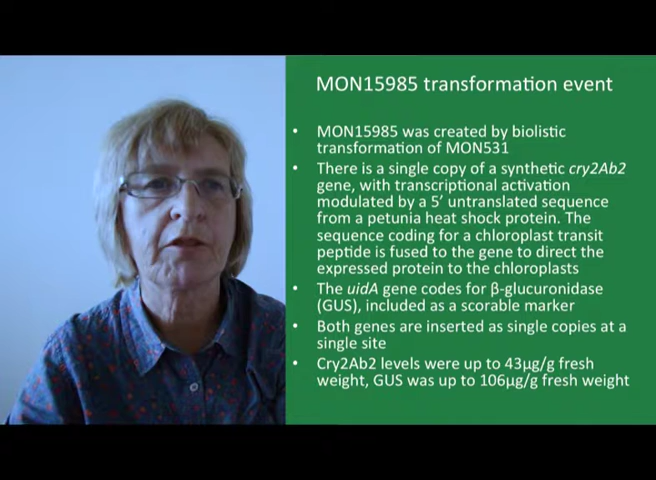 MON15985 transformation event
• MON15985 was created by biolistic
transformation of MON531
• There is a single copy of a synthetic cry2Ab2
gene, with transcriptional activation
modulated by a 5’ untranslated sequence
from a petunia heat shock protein. The
sequence coding for a chloroplast transit
peptide is fused to the gene to direct the
expressed protein to the chloroplasts
• The uidA gene codes for β-glucuronidase
(GUS), included as a scorable marker
• Both genes are inserted as single copies at a
single site
• Cry2Ab2 levels were up to 43μg/g fresh
weight, GUS was up to 106μg/g fresh weight